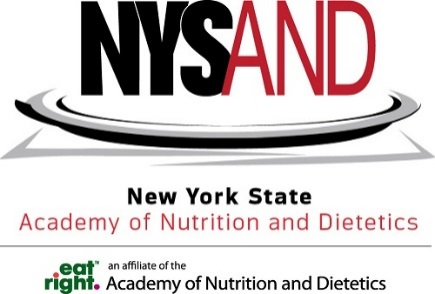 NYSAND
New York State
Academy of Nutrition and Dietetics
eat™ an affiliate of the
right. Academy of Nutrition and Dietetics